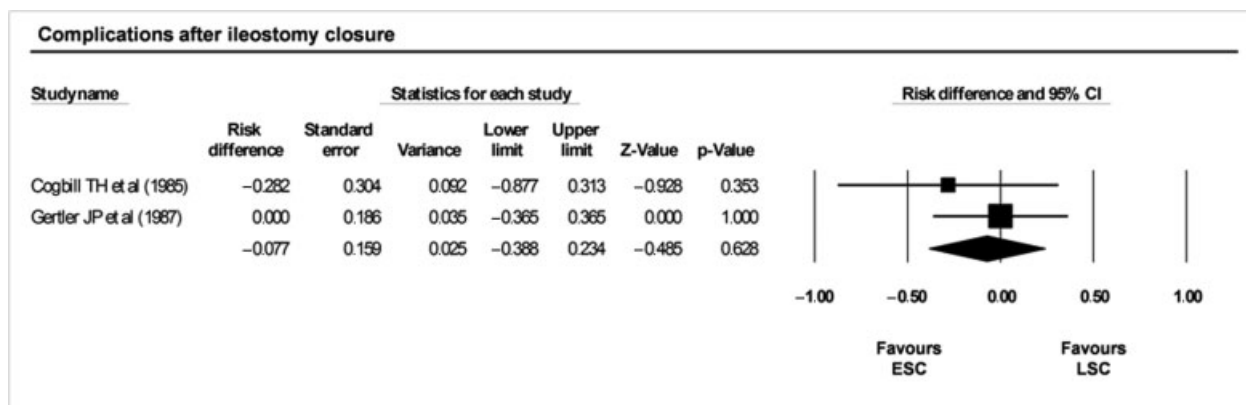 Complications after ileostomy closure
Studyname Statistics for each study Risk difference and 95% CI
Risk Standard Lower Upper
difference error Variance limit limit Z-Value p-Value
Cogbill TH et al (1985) −0.282 0.304 0.092 −0.877 0.313 −0.928 0.353
Gertler JP et al (1987) 0.000 0.186 0.035 −0.365 0.365 0.000 1.000
−0.077 0.159 0.025 −0.388 0.234 −0.485 0.628
−1.00 −0.50 0.00 0.50 1.00
Favours Favours
ESC LSC